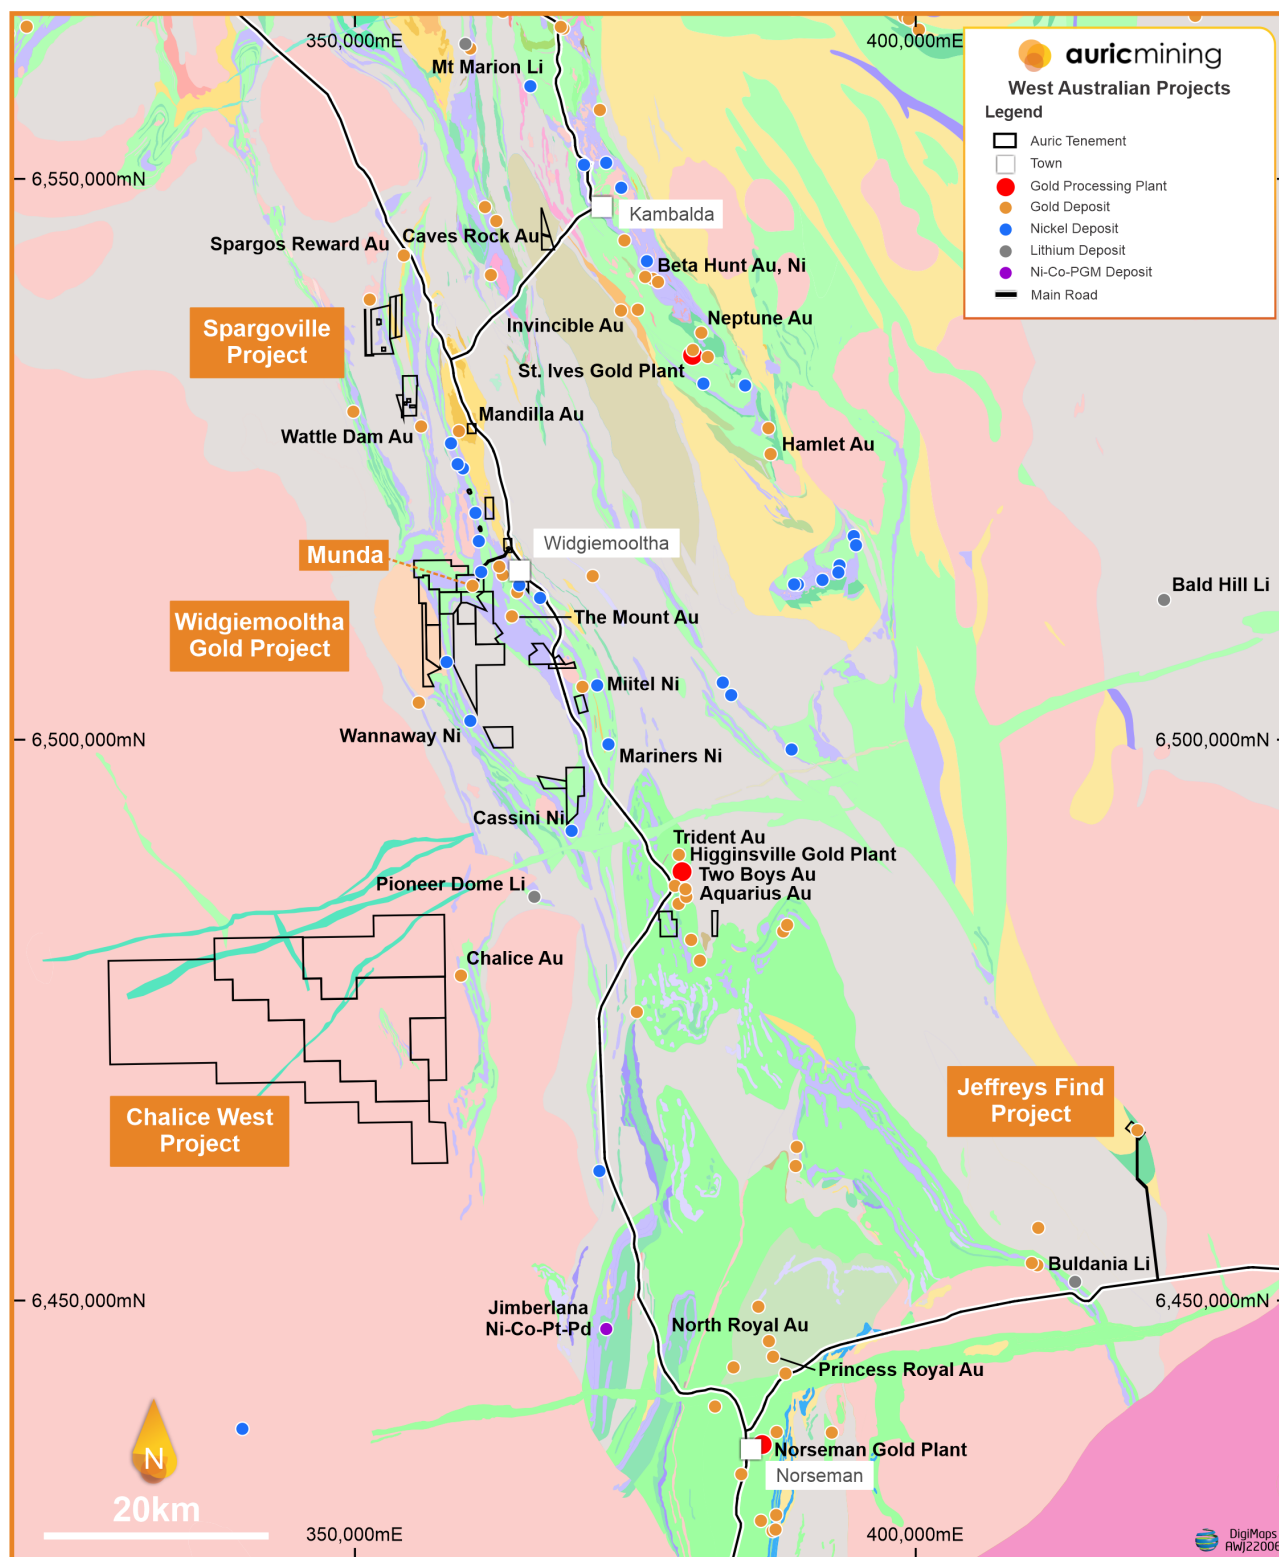 350,000mE
400,000mE
auricmining
West Australian Projects
Legend
Auric Tenement
Town
Gold Processing Plant
Gold Deposit
Nickel Deposit
Lithium Deposit
Ni-Co-PGM Deposit
Main Road
Mt Marion Li
6,550,000mN
Kambalda
Spargos Reward Au
Caves Rock Au
Beta Hunt Au, Ni
Spargoville
Project
Invincible Au
Neptune Au
St. Ives Gold Plant
Mandilla Au
Wattle Dam Au
Hamlet Au
Widgiemooltha
Munda
Bald Hill Li
Widgiemooltha
Gold Project
The Mount Au
Miitel Ni
Wannaway Ni
6,500,000mN
6,500,000mN
Mariners Ni
Cassini Ni
Trident Au
Higginsville Gold Plant
Two Boys Au
Aquarius Au
Pioneer Dome Li
Chalice Au
Jeffreys Find
Project
Chalice West
Project
Buldania Li
6,450,000mN
6,450,000mN
Jimberlana
Ni-Co-Pt-Pd
North Royal Au
Princess Royal Au
N
Norseman Gold Plant
Norseman
20km
350,000mE
400,000mE
DigiMaps
AWJ22006